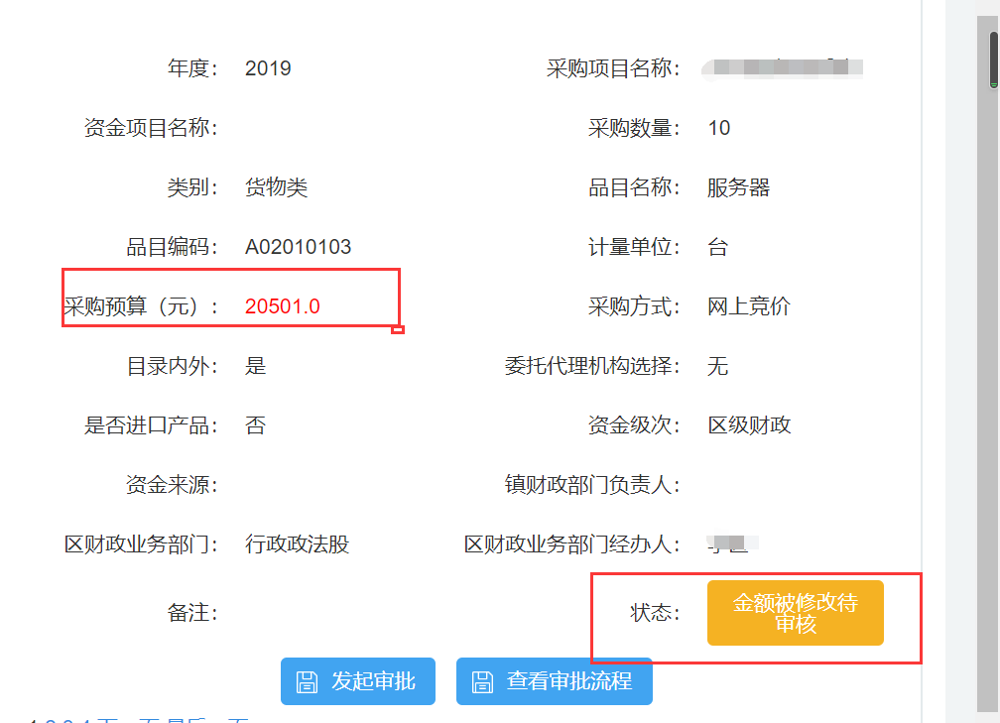 年度： 2019 采购项目名称：
资金项目名称： 采购数量： 10
类别： 货物类 品目名称： 服务器
品目编码： A02010103 计量单位： 台
采购预算（元）： 20501.0 采购方式： 网上竞价
目录内外： 是 委托代理机构选择： 无
是否进口产品： 否 资金级次： 区级财政
资金来源： 镇财政部门负责人：
区财政业务部门： 行政政法股 区财政业务部门经办人：
备注： 状态： 金额被修改待
审核
发起审批 查看审批流程